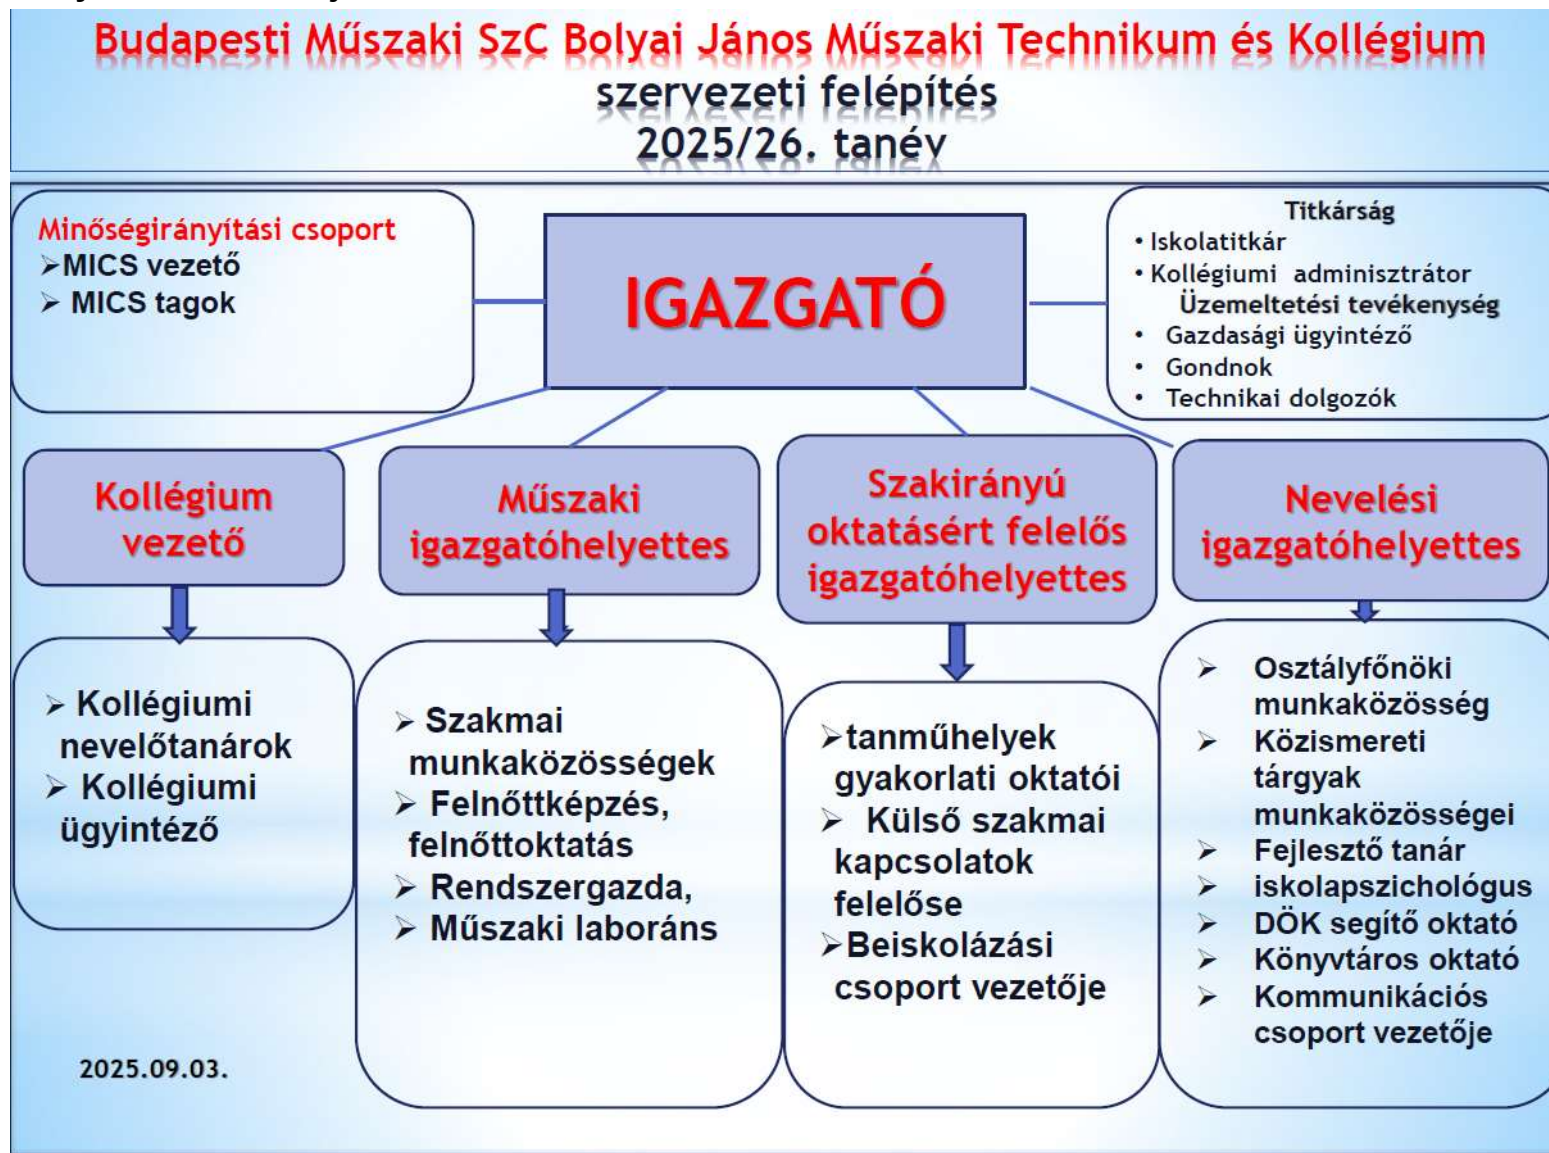 Budapesti Műszaki SzC Bolyai János Műszaki Technikum és Kollégium
szervezeti felépítés
2025/26. tanév
Minőségirányítási csoport
➢MICS vezető
➢ MICS tagok
IGAZGATÓ
Titkárság
• Iskolatitkár
• Kollégiumi adminisztrátor
Üzemeltetési tevékenység
• Gazdasági ügyintéző
• Gondnok
• Technikai dolgozók
Kollégium
vezető
Műszaki
igazgatóhelyettes
Szakirányú
oktatásért felelős
igazgatóhelyettes
Nevelési
igazgatóhelyettes
➢ Kollégiumi
nevelőtanárok
➢ Kollégiumi
ügyintéző
➢ Szakmai
munkaközösségek
➢ Felnőttképzés,
felnőttoktatás
➢ Rendszergazda,
➢ Műszaki laboráns
➢tanműhelyek
gyakorlati oktatói
➢ Külső szakmai
kapcsolatok
felelőse
➢Beiskolázási
csoport vezetője
➢ Osztályfőnöki
munkaközösség
➢ Közismereti
tárgyak
munkaközösségei
➢ Fejlesztő tanár
➢ iskolapszichológus
➢ DÖK segítő oktató
➢ Könyvtáros oktató
➢ Kommunikációs
csoport vezetője
2025.09.03.